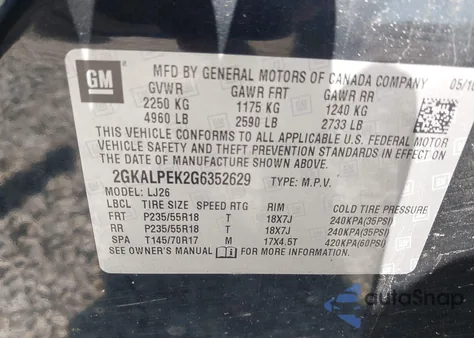 GM
MFD BY GENERAL MOTORS OF CANADA COMPANY 05/16
GVWR GAWR FRT GAWR RR
2250 KG 1175 KG 1240 KG
4960 LB 2590 LB 2733 LB
THIS VEHICLE CONFORMS TO ALL APPLICABLE U.S. FEDERAL MOTOR
VEHICLE SAFETY AND THEFT PREVENTION STANDARDS IN EFFECT ON
THE DATE OF MANUFACTURE SHOWN ABOVE.
2GKALPEK2G6352629 TYPE: M.P.V.
MODEL: LJ26
LBCL TIRE SIZE SPEED RTG RIM COLD TIRE PRESSURE
FRT P235/55R18 T 18X7J 240KPA(35PSI)
RR P235/55R18 T 18X7J 240KPA(35PSI)
SPA T145/70R17 M 17X4.5T 420KPA(60PSI)
SEE OWNER'S MANUAL FOR MORE INFORMATION.
autoSnap